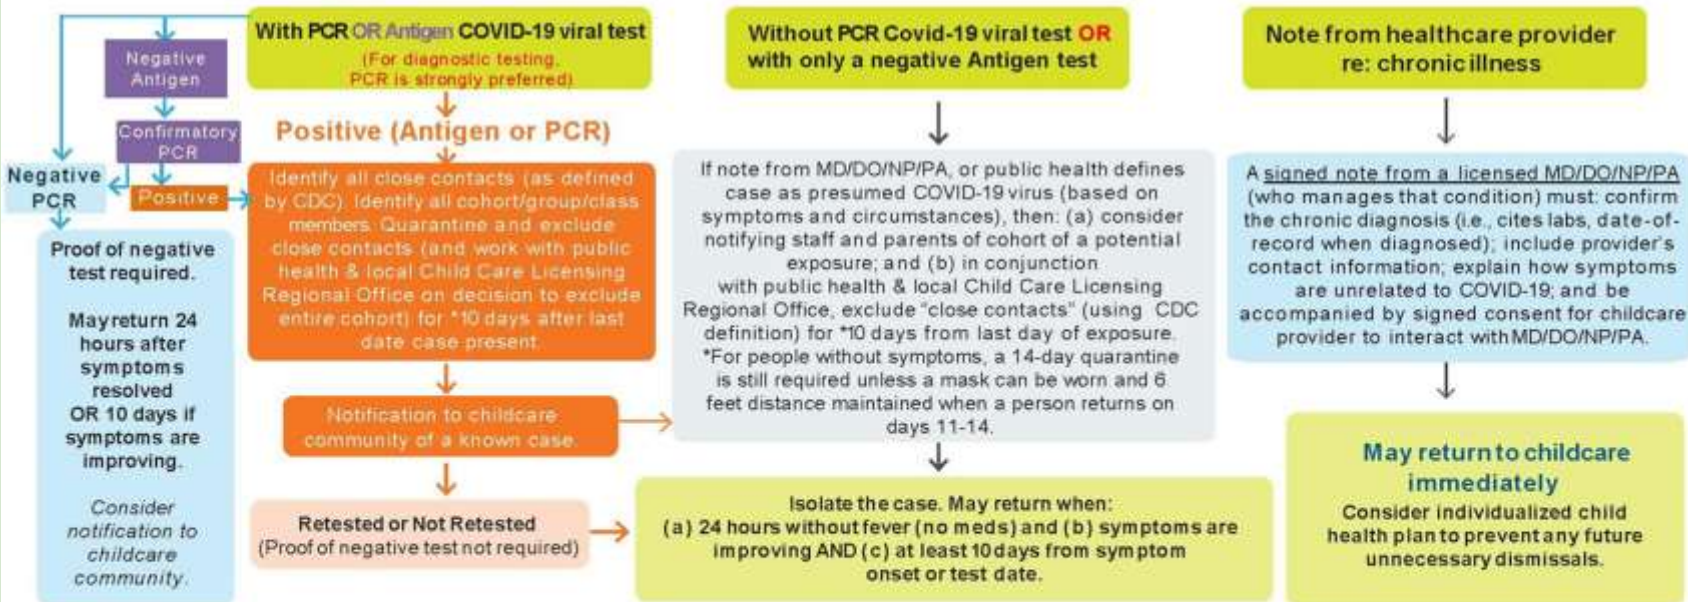 With PCR OR Antigen COVID-19 viral test
(For diagnostic testing,
PCR is strongly preferred)
Negative
Antigen
Confirmatory
PCR
Negative
PCR
Positive
Proof of negative
test required.
May return 24
hours after
symptoms
resolved
OR 10 days if
symptoms are
improving.
Consider
notification to
childcare
community.
Positive (Antigen or PCR)
Identify all close contacts (as defined
by CDC). Identify all cohort/group/class
members. Quarantine and exclude
close contacts (and work with public
health & local Child Care Licensing
Regional Office on decision to exclude
entire cohort) for *10 days after last
date case present.
Notification to childcare
community of a known case.
Retested or Not Retested
(Proof of negative test not required)
Without PCR Covid-19 viral test OR
with only a negative Antigen test
If note from MD/DO/NP/PA, or public health defines
case as presumed COVID-19 virus (based on
symptoms and circumstances), then: (a) consider
notifying staff and parents of cohort of a potential
exposure; and (b) in conjunction
with public health & local Child Care Licensing
Regional Office, exclude "close contacts" (using CDC
definition) for *10 days from last day of exposure.
*For people without symptoms, a 14-day quarantine
is still required unless a mask can be worn and 6
feet distance maintained when a person returns on
days 11-14.
Isolate the case. May return when:
(a) 24 hours without fever (no meds) and (b) symptoms are
improving AND (c) at least 10 days from symptom
onset or test date.
Note from healthcare provider
re: chronic illness
A signed note from a licensed MD/DO/NP/PA
(who manages that condition) must: confirm
the chronic diagnosis (i.e., cites labs, date-of-
record when diagnosed); include provider's
contact information; explain how symptoms
are unrelated to COVID-19; and be
accompanied by signed consent for childcare
provider to interact with MD/DO/NP/PA.
May return to childcare
immediately
Consider individualized child
health plan to prevent any future
unnecessary dismissals.